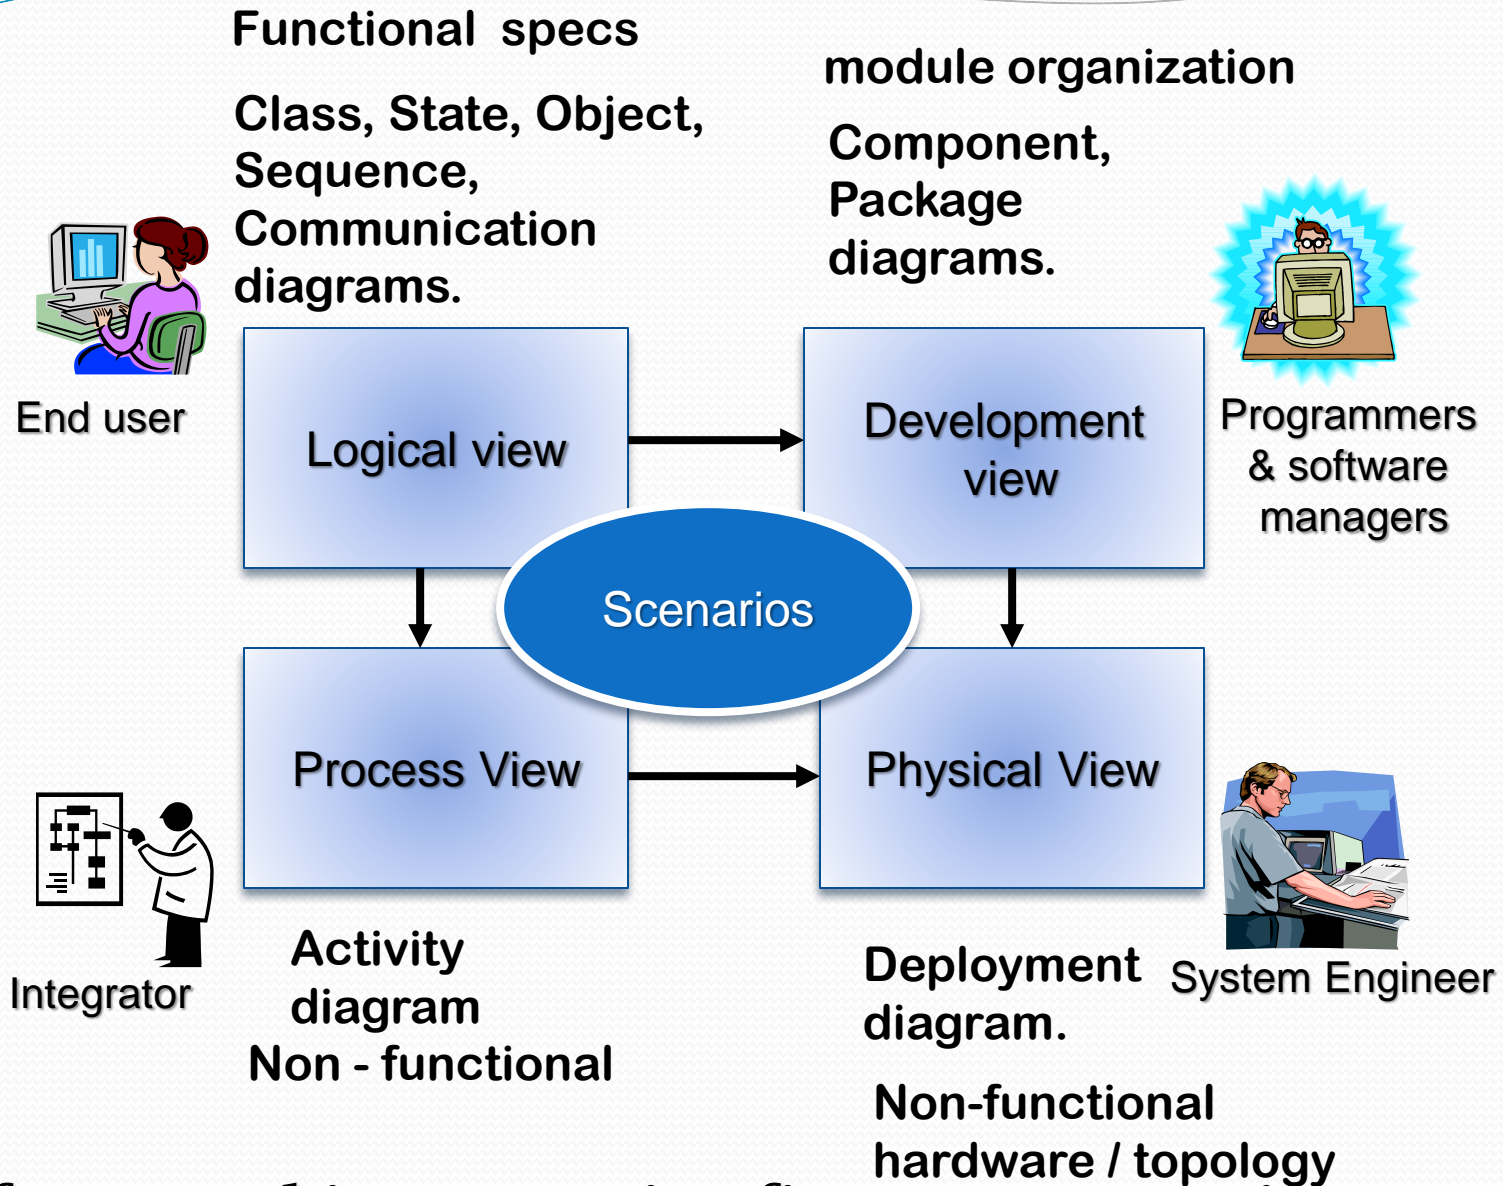 Functional specs
Class, State, Object,
Sequence,
Communication
diagrams.
module organization
Component,
Package
diagrams.
End user
Logical view
Development
view
Programmers
& software
managers
Scenarios
Process View
Physical View
Integrator
Activity
diagram
Non - functional
Deployment
diagram.
System Engineer
Non-functional
hardware / topology